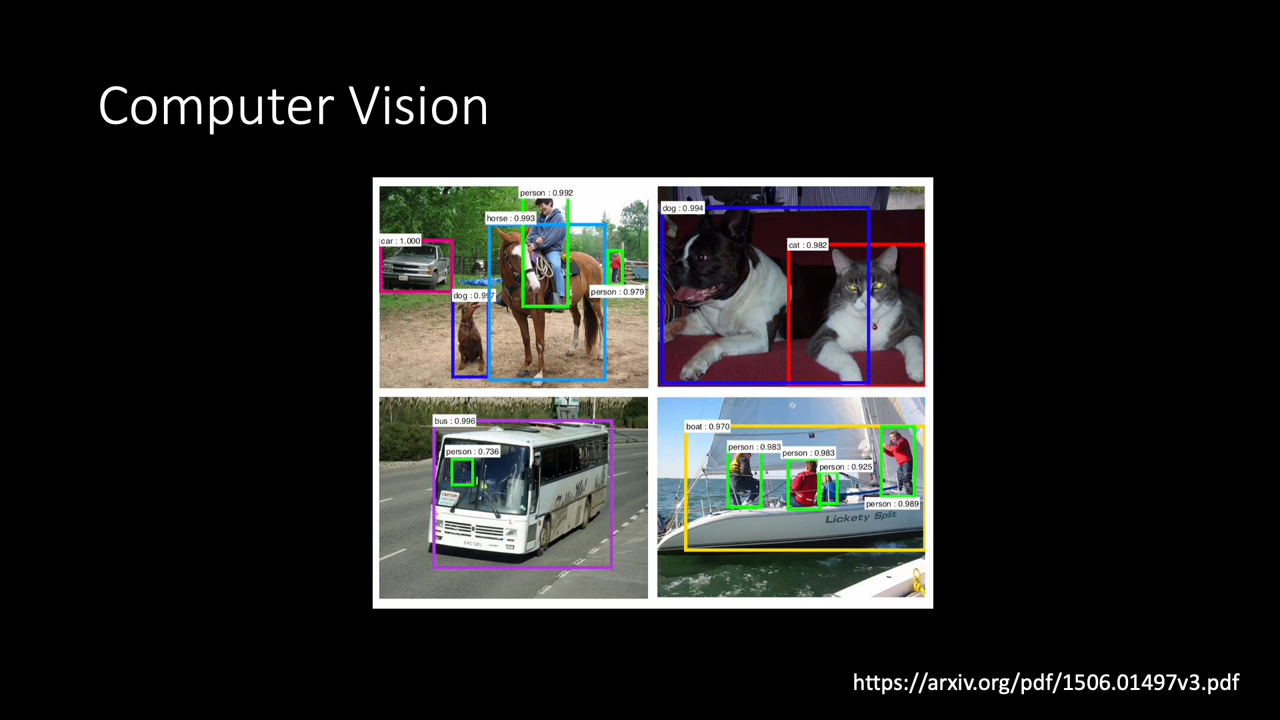 Computer Vision
person : 0.992
horse : 0.993
car : 1.000
person : 0.979
dog : 0.997
dog : 0.994
cat : 0.982
bus : 0.996
person : 0.736
boat : 0.970
person : 0.983
person : 0.983
person : 0.925
person : 0.989
Lickety Split
https://arxiv.org/pdf/1506.01497v3.pdf